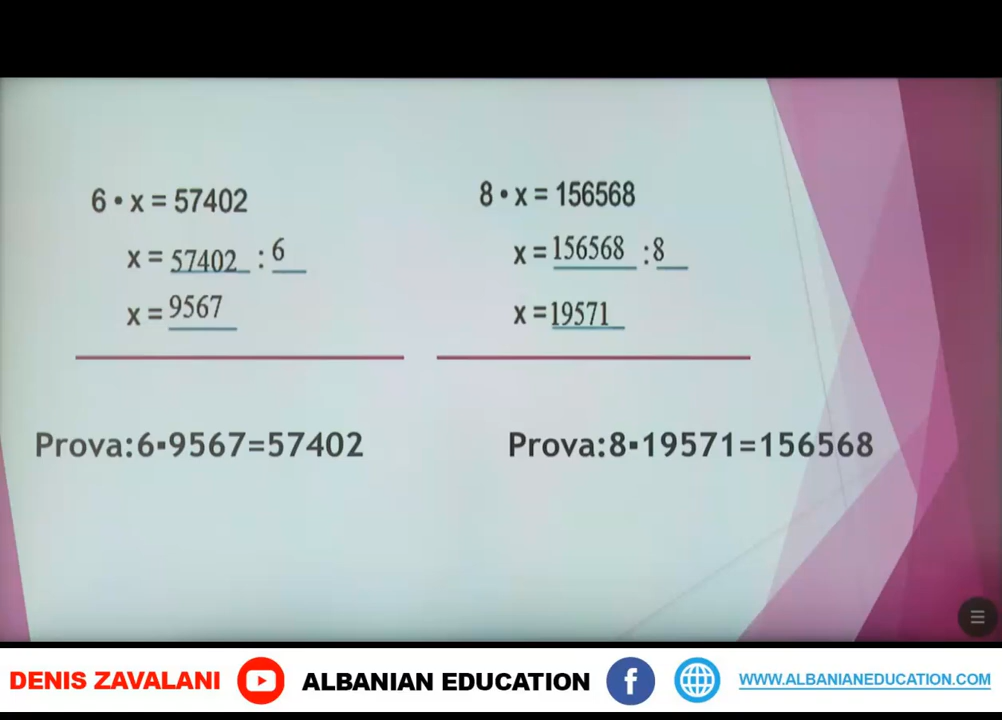 6 • x = 57402
x = 57402 : 6
x = 9567
Prova:6▪9567=57402
8 • x = 156568
x = 156568 :8
x =19571
Prova:8▪19571=156568
DENIS ZAVALANI ALBANIAN EDUCATION f WWW.ALBANIANEDUCATION.COM